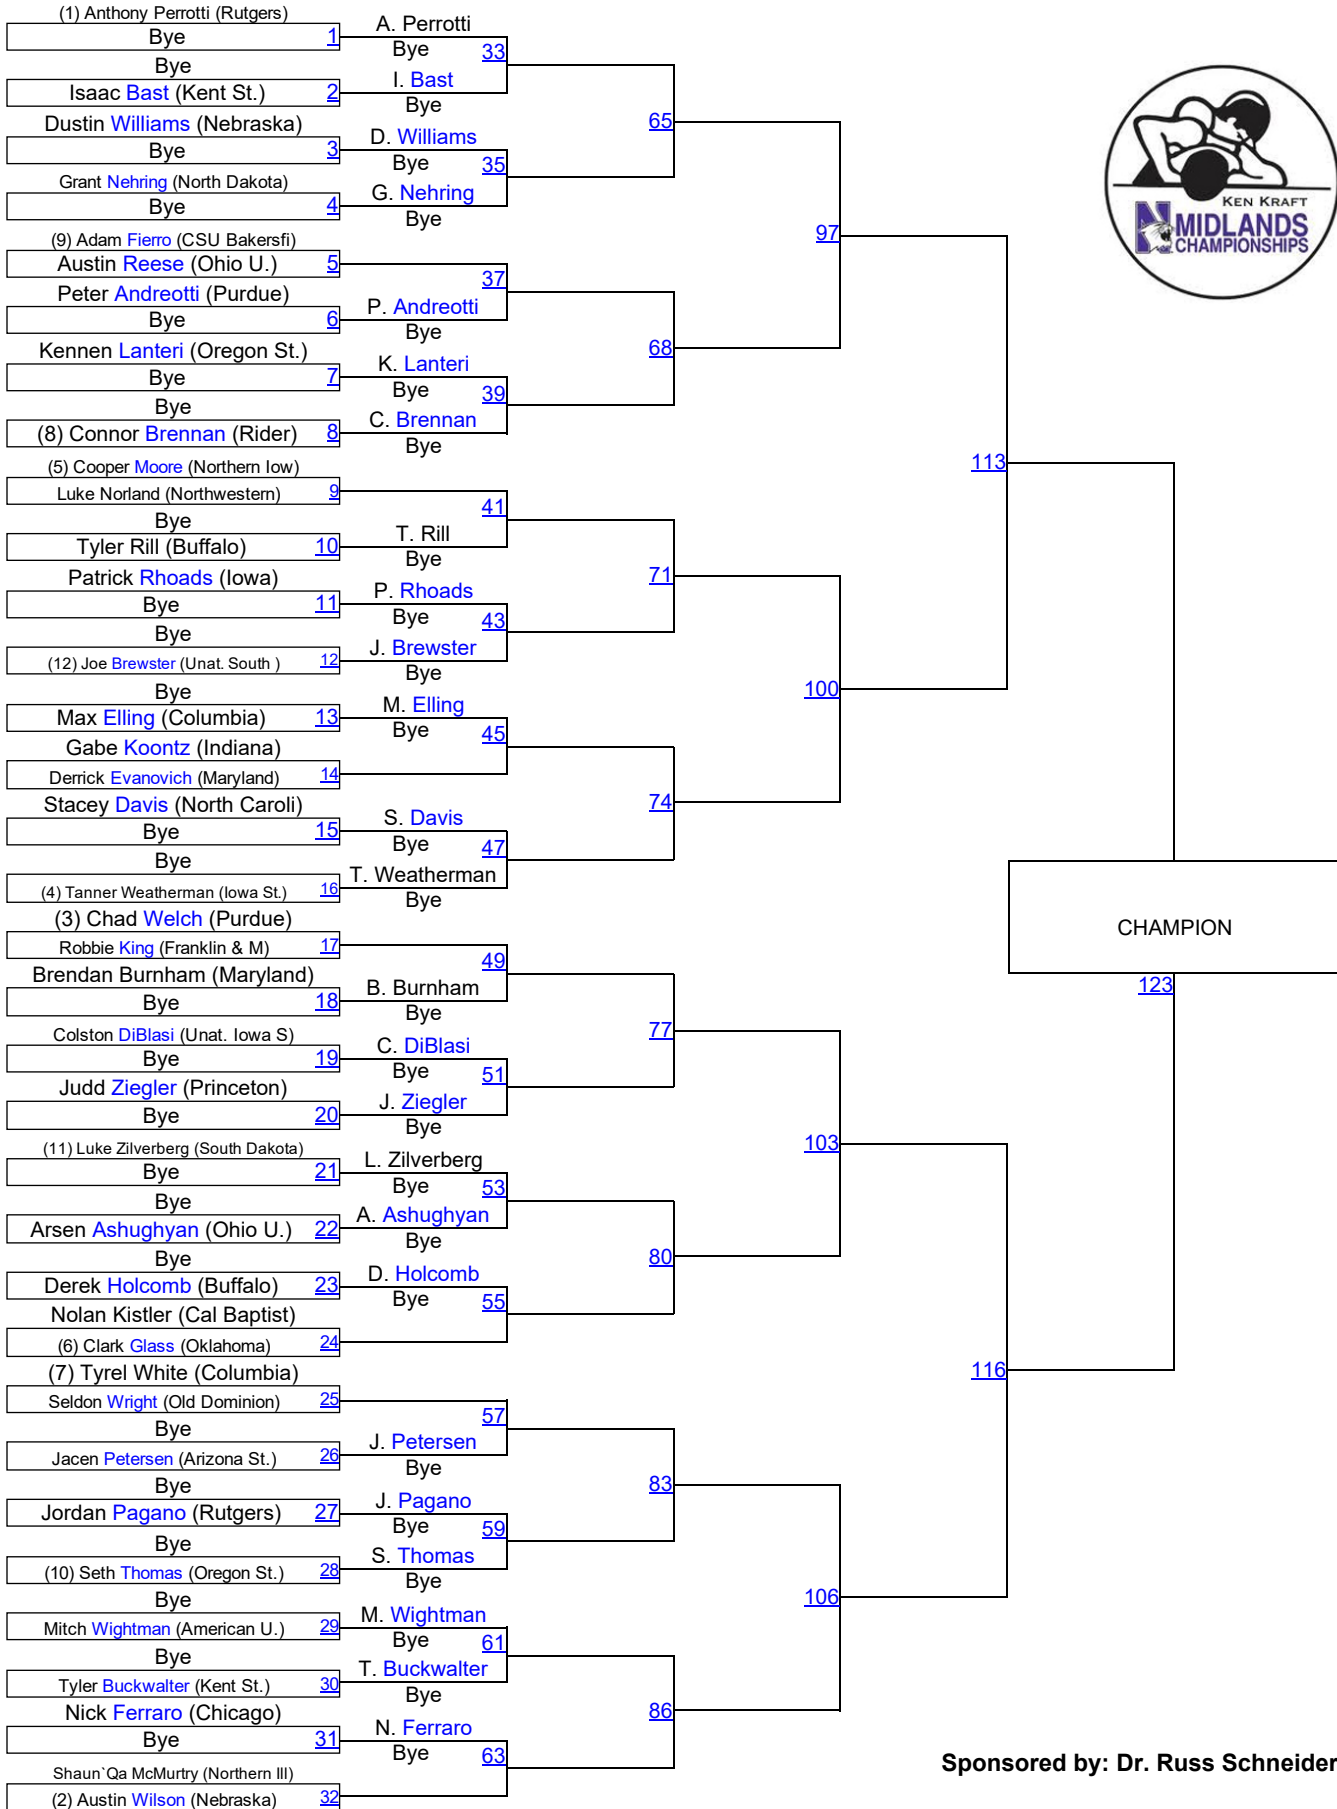 (1) Anthony Perrotti (Rutgers)
Bye 1
Bye
Isaac Bast (Kent St.) 2
Dustin Williams (Nebraska)
Bye 3
Grant Nehring (North Dakota)
Bye 4
(9) Adam Fierro (CSU Bakersfi)
Austin Reese (Ohio U.) 5
Peter Andreotti (Purdue)
Bye 6
Kennen Lanteri (Oregon St.)
Bye 7
Bye
(8) Connor Brennan (Rider) 8
(5) Cooper Moore (Northern Iow)
Luke Norland (Northwestern) 9
Bye
Tyler Rill (Buffalo) 10
Patrick Rhoads (Iowa)
Bye 11
Bye
(12) Joe Brewster (Unat. South ) 12
Bye
Max Elling (Columbia) 13
Gabe Koontz (Indiana)
Derrick Evanovich (Maryland) 14
Stacey Davis (North Caroli)
Bye 15
Bye
(4) Tanner Weatherman (Iowa St.) 16
(3) Chad Welch (Purdue)
Robbie King (Franklin & M) 17
Brendan Burnham (Maryland)
Bye 18
Colston DiBlasi (Unat. Iowa S)
Bye 19
Judd Ziegler (Princeton)
Bye 20
(11) Luke Zilverberg (South Dakota)
Bye 21
Bye
Arsen Ashughyan (Ohio U.) 22
Bye
Derek Holcomb (Buffalo) 23
Nolan Kistler (Cal Baptist)
(6) Clark Glass (Oklahoma) 24
(7) Tyrel White (Columbia)
Seldon Wright (Old Dominion) 25
Bye
Jacen Petersen (Arizona St.) 26
Bye
Jordan Pagano (Rutgers) 27
Bye
(10) Seth Thomas (Oregon St.) 28
Bye
Mitch Wightman (American U.) 29
Bye
Tyler Buckwalter (Kent St.) 30
Nick Ferraro (Chicago)
Bye 31
Shaun`Qa McMurtry (Northern Ill)
(2) Austin Wilson (Nebraska) 32
A. Perrotti
Bye 33
I. Bast
Bye
D. Williams
Bye 35
G. Nehring
Bye
37
P. Andreotti
Bye
K. Lanteri
Bye 39
C. Brennan
Bye
41
T. Rill
Bye
P. Rhoads
Bye 43
J. Brewster
Bye
M. Elling
Bye 45
S. Davis
Bye 47
T. Weatherman
Bye
49
B. Burnham
Bye
C. DiBlasi
Bye 51
J. Ziegler
Bye
L. Zilverberg
Bye 53
A. Ashughyan
Bye
D. Holcomb
Bye 55
57
J. Petersen
Bye
J. Pagano
Bye 59
S. Thomas
Bye
M. Wightman
Bye 61
T. Buckwalter
Bye
N. Ferraro
Bye 63
65
68
71
74
77
80
83
86
97
100
103
106
113
116
KEN KRAFT
N MIDLANDS
CHAMPIONSHIPS
CHAMPION
123
Sponsored by: Dr. Russ Schneider